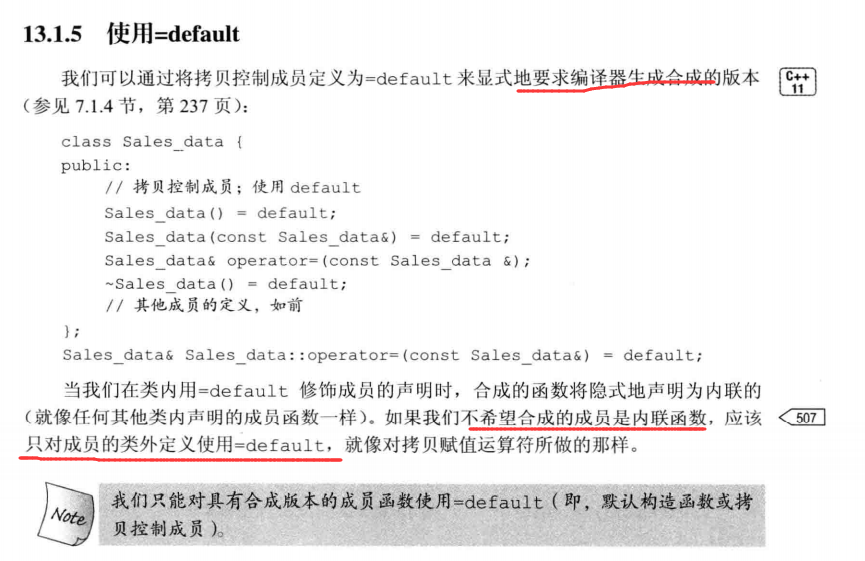 13.1.5 使用=default
我们可以通过将拷贝控制成员定义为=default 来显式地要求编译器生成合成的版本
C++
11
（参见 7.1.4 节，第 237 页）：
class Sales_data {
public:
// 拷贝控制成员；使用 default
Sales_data() = default;
Sales_data(const Sales_data&) = default;
Sales_data& operator=(const Sales_data &);
~Sales_data() = default;
// 其他成员的定义，如前
};
Sales_data& Sales_data::operator=(const Sales_data&) = default;
当我们在类内用=default 修饰成员的声明时，合成的函数将隐式地声明为内联的
（就像任何其他类内声明的成员函数一样）。如果我们不希望合成的成员是内联函数，应该
507
只对成员的类外定义使用=default，就像对拷贝赋值运算符所做的那样。
Note
我们只能对具有合成版本的成员函数使用=default（即，默认构造函数或拷
贝控制成员）。